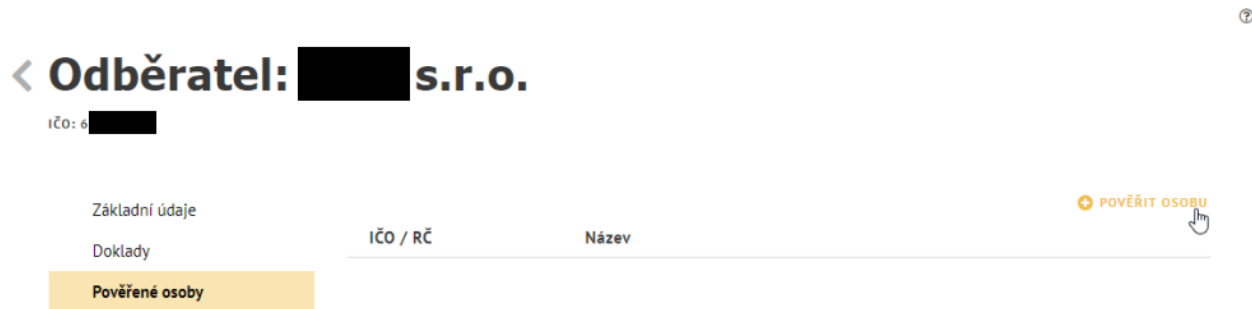 Odběratel: s.r.o.
IČO: 6
POVĚŘIT OSOBU
Základní údaje
IČO / RČ Název
Doklady
Pověřené osoby